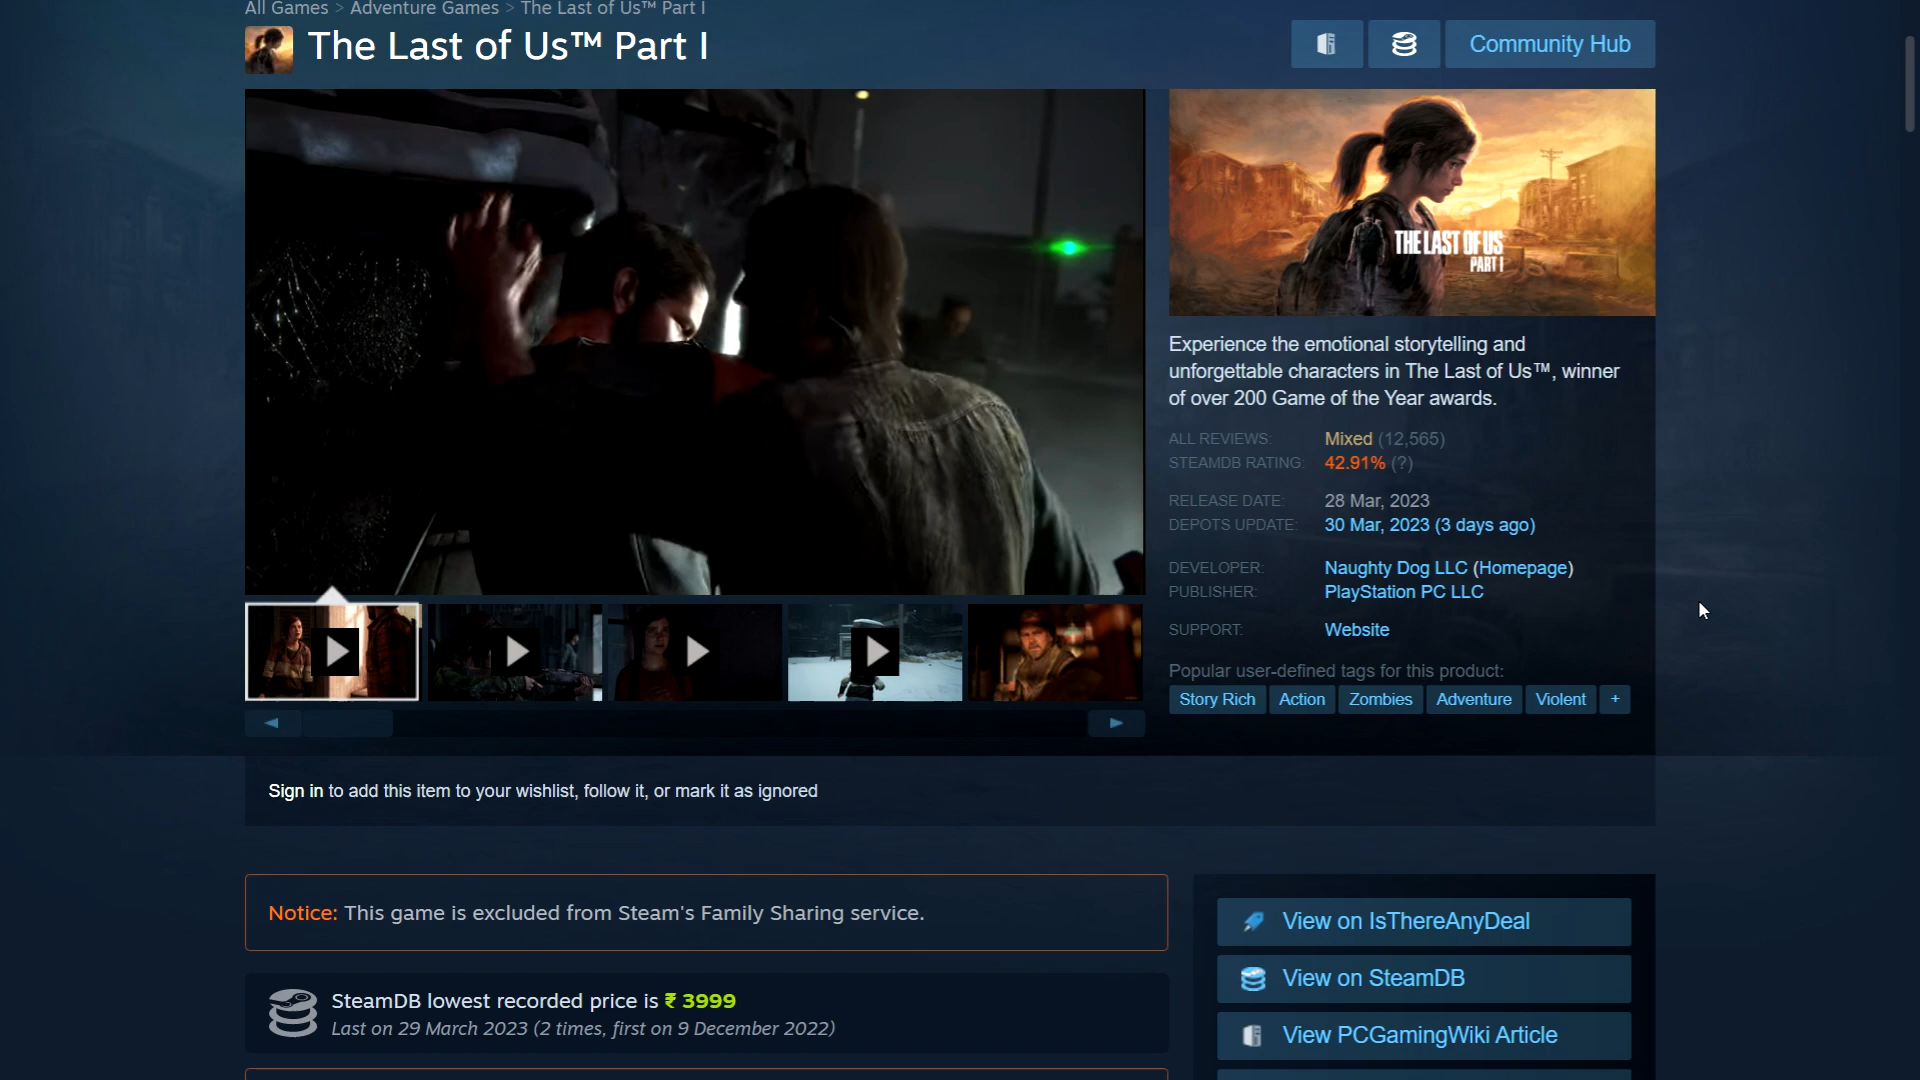 All Games > Adventure Games > The Last of Us™ Part I
The Last of Us™ Part I
Community Hub
THE LAST OF US
PART I
Experience the emotional storytelling and
unforgettable characters in The Last of Us™, winner
of over 200 Game of the Year awards.
ALL REVIEWS: Mixed (12,565)
STEAMDB RATING: 42.91% (?)
RELEASE DATE: 28 Mar, 2023
DEPOTS UPDATE: 30 Mar, 2023 (3 days ago)
DEVELOPER: Naughty Dog LLC (Homepage)
PUBLISHER: PlayStation PC LLC
SUPPORT: Website
Popular user-defined tags for this product:
Story Rich Action Zombies Adventure Violent +
Sign in to add this item to your wishlist, follow it, or mark it as ignored
Notice: This game is excluded from Steam's Family Sharing service.
SteamDB lowest recorded price is ₹ 3999
Last on 29 March 2023 (2 times, first on 9 December 2022)
View on IsThereAnyDeal
View on SteamDB
View PCGamingWiki Article